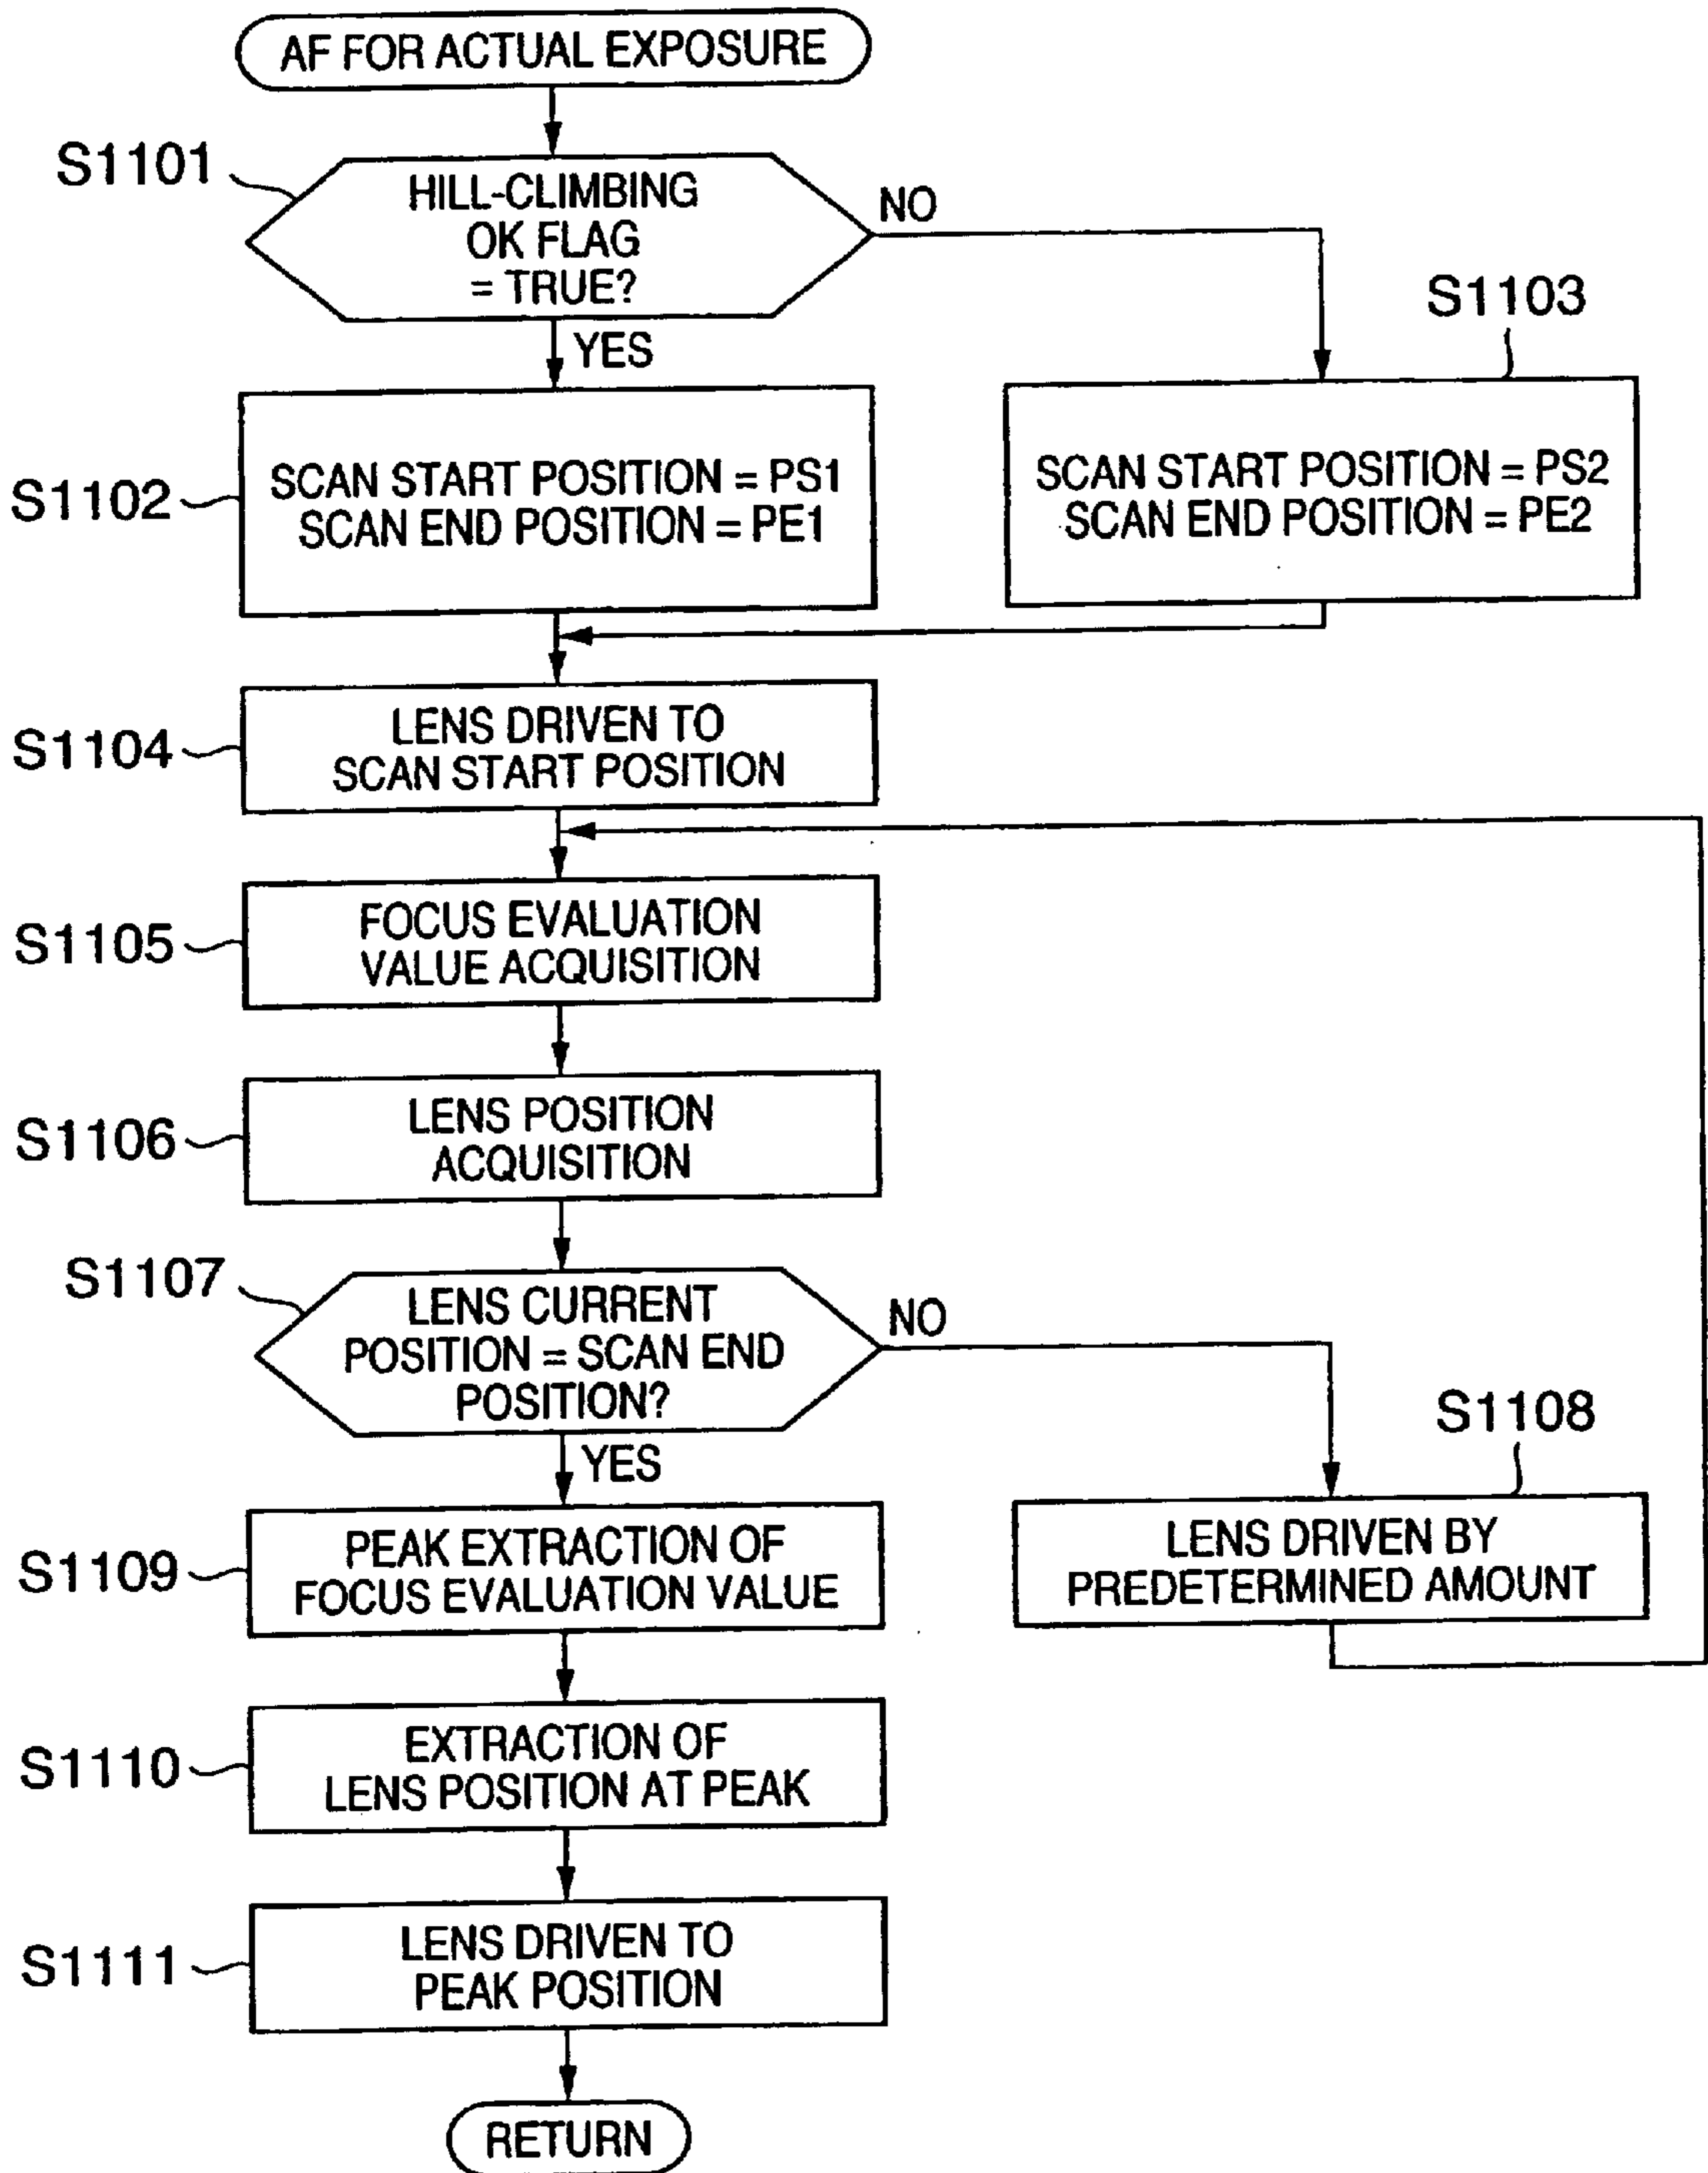 AF FOR ACTUAL EXPOSURE
S1101
HILL-CLIMBING
OK FLAG
= TRUE?
NO
YES
S1103
S1102
SCAN START POSITION = PS1
SCAN END POSITION = PE1
SCAN START POSITION = PS2
SCAN END POSITION = PE2
S1104
LENS DRIVEN TO
SCAN START POSITION
S1105
FOCUS EVALUATION
VALUE ACQUISITION
S1106
LENS POSITION
ACQUISITION
S1107
LENS CURRENT
POSITION = SCAN END
POSITION?
NO
YES
S1108
LENS DRIVEN BY
PREDETERMINED AMOUNT
S1109
PEAK EXTRACTION OF
FOCUS EVALUATION VALUE
S1110
EXTRACTION OF
LENS POSITION AT PEAK
S1111
LENS DRIVEN TO
PEAK POSITION
RETURN